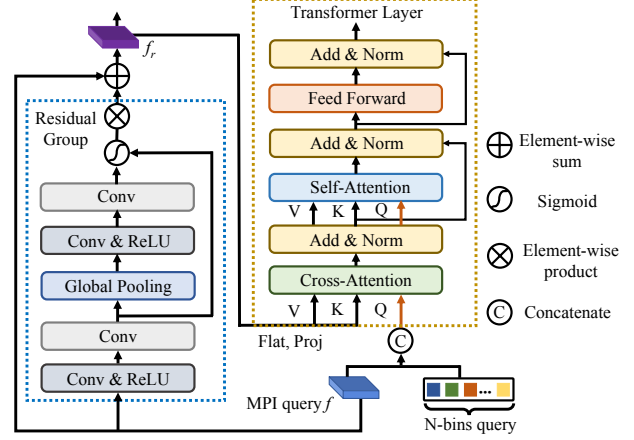 Transformer Layer
f_r
Add & Norm
Feed Forward
Residual
Group
Add & Norm
Element-wise
sum
Self-Attention
Sigmoid
Conv
V
K
Q
Conv & ReLU
Add & Norm
Element-wise
product
Global Pooling
Cross-Attention
V
K
Q
C
Concatenate
Conv
Flat, Proj
C
Conv & ReLU
MPI query f
...
N-bins query